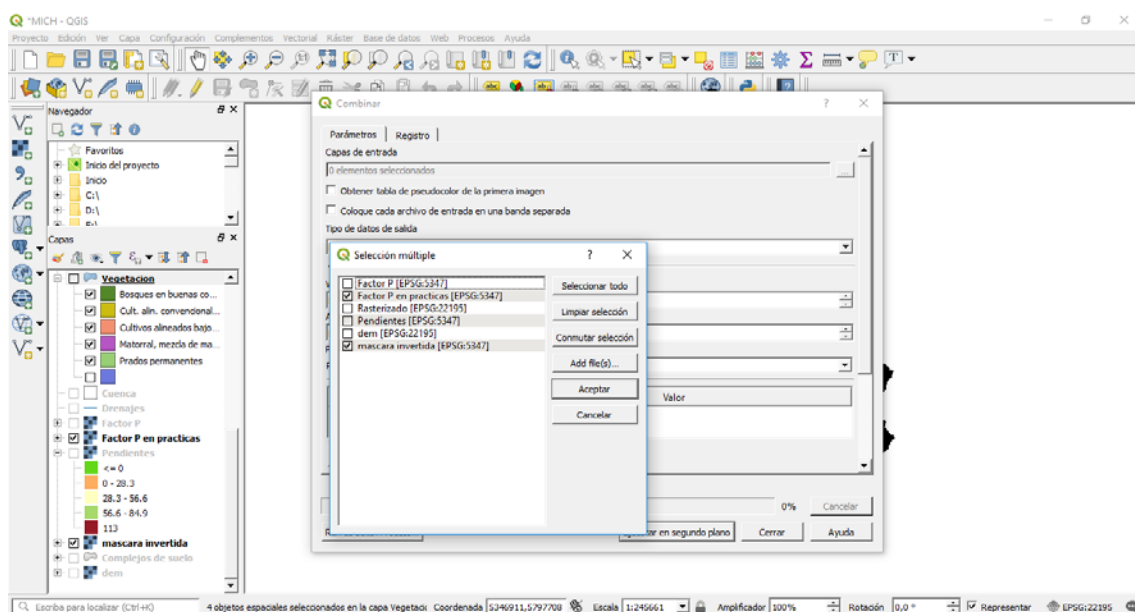 *MICH - QGIS
Proyecto Edición Ver Capa Configuración Complementos Vectorial Ráster Base de datos Web Procesos Ayuda
Navegador
Favoritos
Inicio del proyecto
Inicio
C:\
D:\
Capas
Vegetacion
Bosques en buenas co...
Cult. alin. convencional...
Cultivos alineados bajo...
Matorral, mezcla de ma...
Prados permanentes
Cuenca
Drenajes
Factor P
Factor P en practicas
Pendientes
<= 0
0 - 28.3
28.3 - 56.6
56.6 - 84.9
113
mascara invertida
Complejos de suelo
dem
Combinar
Parámetros Registro
Capas de entrada
0 elementos seleccionados
Obtener tabla de pseudocolor de la primera imagen
Coloque cada archivo de entrada en una banda separada
Tipo de datos de salida
Selección múltiple
Factor P [EPSG:5347]
Factor P en practicas [EPSG:5347]
Rasterizado [EPSG:22195]
Pendientes [EPSG:5347]
dem [EPSG:22195]
mascara invertida [EPSG:5347]
Seleccionar todo
Limpiar selección
Conmutar selección
Add file(s)...
Aceptar
Cancelar
Valor
0%
Cancelar
en segundo plano
Cerrar
Ayuda
Escriba para localizar (Ctrl+K)
4 objetos espaciales seleccionados en la capa Vegetaci Coordenada 5346911,5797708 Escala 1:245661 Amplificador 100% Rotación 0,0 ° Representar EPSG:22195